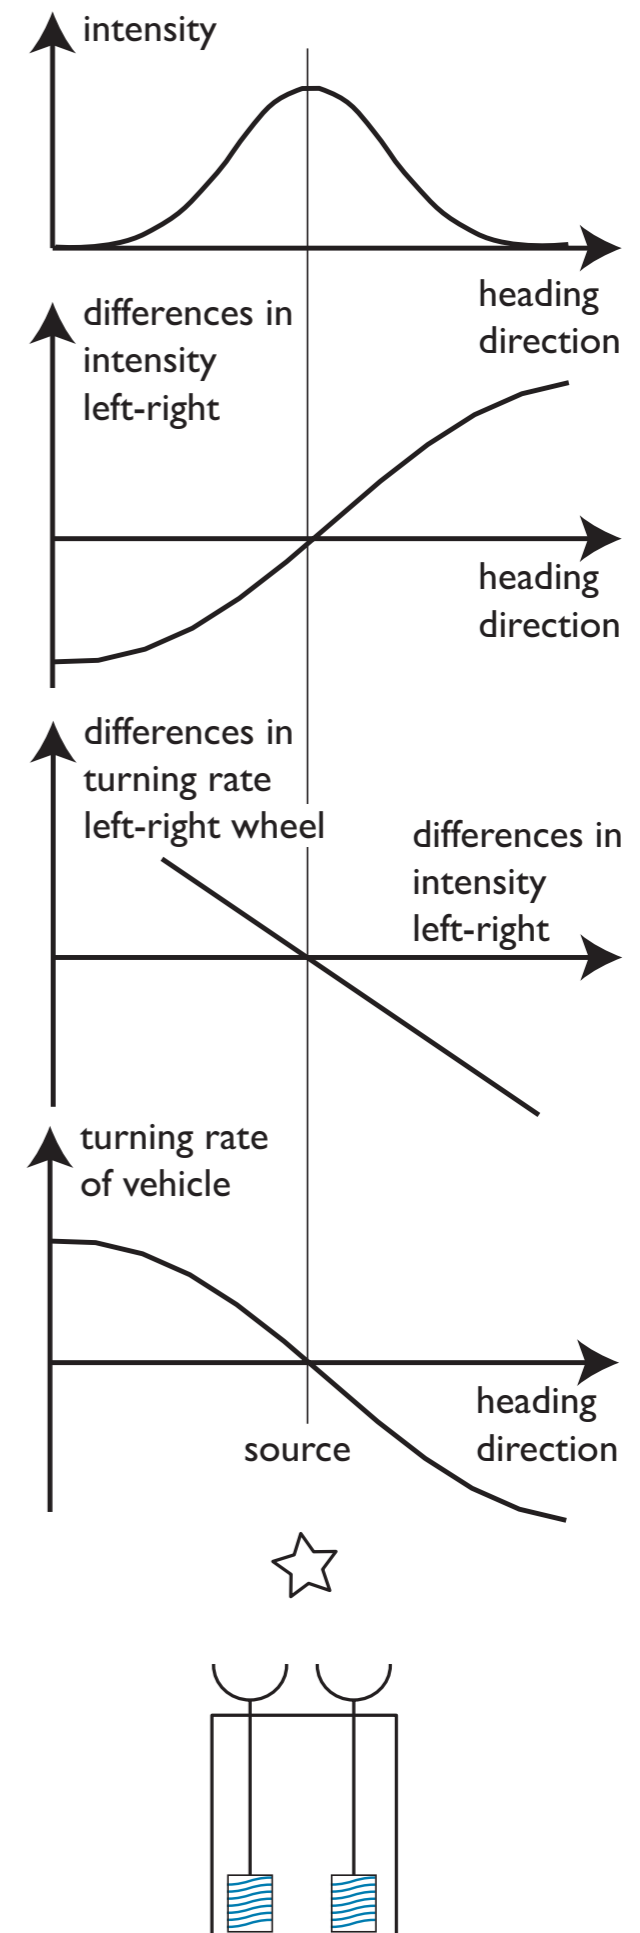 intensity
heading
direction
differences in
intensity
left-right
heading
direction
differences in
turning rate
left-right wheel
differences in
intensity
left-right
turning rate
of vehicle
heading
direction
source